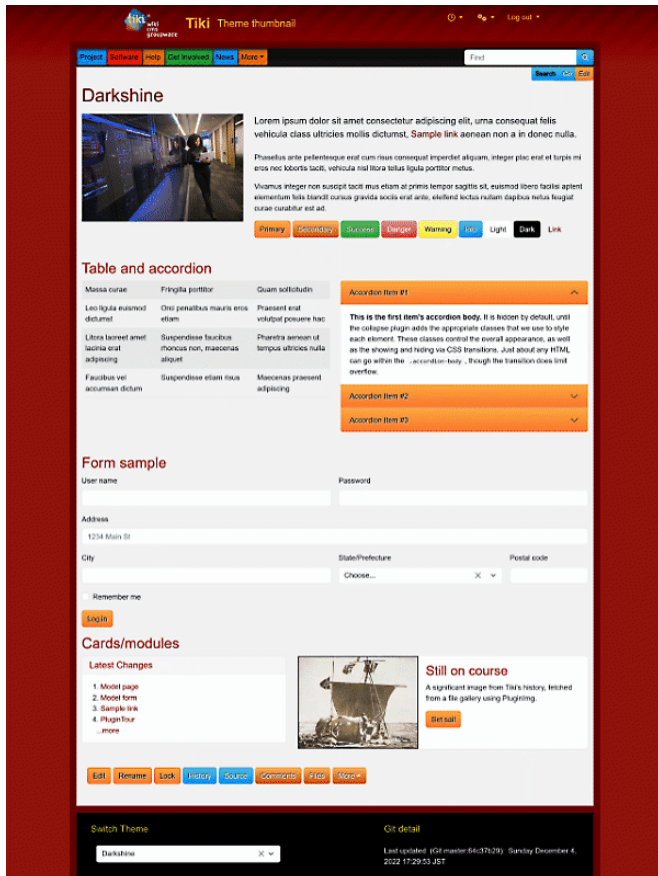 tiki wiki cms groupware Tiki Theme thumbnail Log out
Project Software Help Get Involved News More Find
Search Go Edit
Darkshine
Lorem ipsum dolor sit amet consectetur adipiscing elit, urna consequat felis
vehicula class ultricies mollis dictumst, Sample link aenean non a in donec nulla.
Phasellus ante pellentesque erat cum risus consequat imperdiet aliquam, integer plac erat et turpis mi
eros nec lobortis taciti, vehicula nisl litora tellus ligula porttitor metus.
Vivamus integer non suscipit taciti mus etiam at primis tempor sagittis sit, euismod libero facilisi aptent
elementum felis blandit cursus gravida sociis erat ante, eleifend lectus nullam dapibus netus feugiat
curae curabitur est ad.
Primary Secondary Success Danger Warning Info Light Dark Link
Table and accordion
Massa curae Fringilla porttitor Quam sollicitudin
Leo ligula euismod dictumst Orci penatibus mauris eros etiam Praesent erat volutpat posuere hac
Litora laoreet amet lacinia erat adipiscing Suspendisse faucibus rhoncus non, maecenas aliquet Pharetra aenean ut tempus ultricies nulla
Faucibus vel accumsan dictum Suspendisse etiam risus Maecenas praesent adipiscing
Accordion Item #1
This is the first item's accordion body. It is hidden by default, until
the collapse plugin adds the appropriate classes that we use to style
each element. These classes control the overall appearance, as well
as the showing and hiding via CSS transitions. Just about any HTML
can go within the .accordion-body , though the transition does limit
overflow.
Accordion Item #2
Accordion Item #3
Form sample
User name Password
Address
1234 Main St
City State/Prefecture Postal code
Choose...
Remember me
Log in
Cards/modules
Latest Changes
1. Model page
2. Model form
3. Sample link
4. PluginTour
...more
Still on course
A significant image from Tiki's history, fetched
from a file gallery using PluginImg.
Set sail
Edit Rename Lock History Source Comments Files More
Switch Theme
Darkshine
Git detail
Last updated (Git master:64c37b29) Sunday December 4,
2022 17:29:53 JST